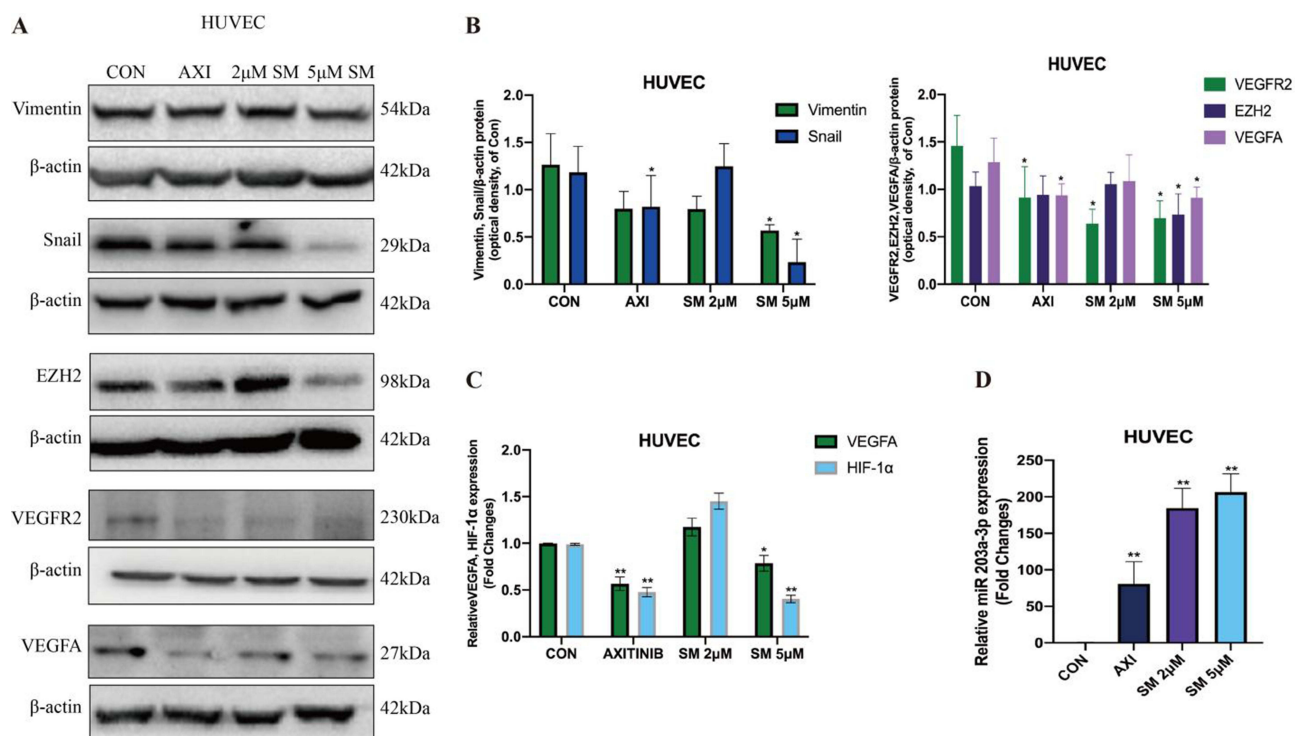 A
HUVEC
CON AXI 2μM SM 5μM SM
Vimentin 54kDa
β-actin 42kDa
Snail 29kDa
β-actin 42kDa
EZH2 98kDa
β-actin 42kDa
VEGFR2 230kDa
β-actin 42kDa
VEGFA 27kDa
β-actin 42kDa
B
HUVEC
Vimentin
Snail
Vimentin, Snail/β-actin protein
(optical density, of Con)
2.0
1.5
1.0
0.5
0.0
* * *
CON AXI SM 2μM SM 5μM
HUVEC
VEGFR2
EZH2
VEGFA
VEGFR2,EZH2,VEGFA/β-actin protein
(optical density, of Con)
2.0
1.5
1.0
0.5
0.0
* * * * * *
CON AXI SM 2μM SM 5μM
C
HUVEC
VEGFA
HIF-1α
RelativeVEGFA, HIF-1α expression
(Fold Changes)
2.0
1.5
1.0
0.5
0.0
** ** * **
CON AXITINIB SM 2μM SM 5μM
D
HUVEC
Relative miR 203a-3p expression
(Fold Changes)
250
200
150
100
50
0
** ** **
CON AXI SM 2μM SM 5μM